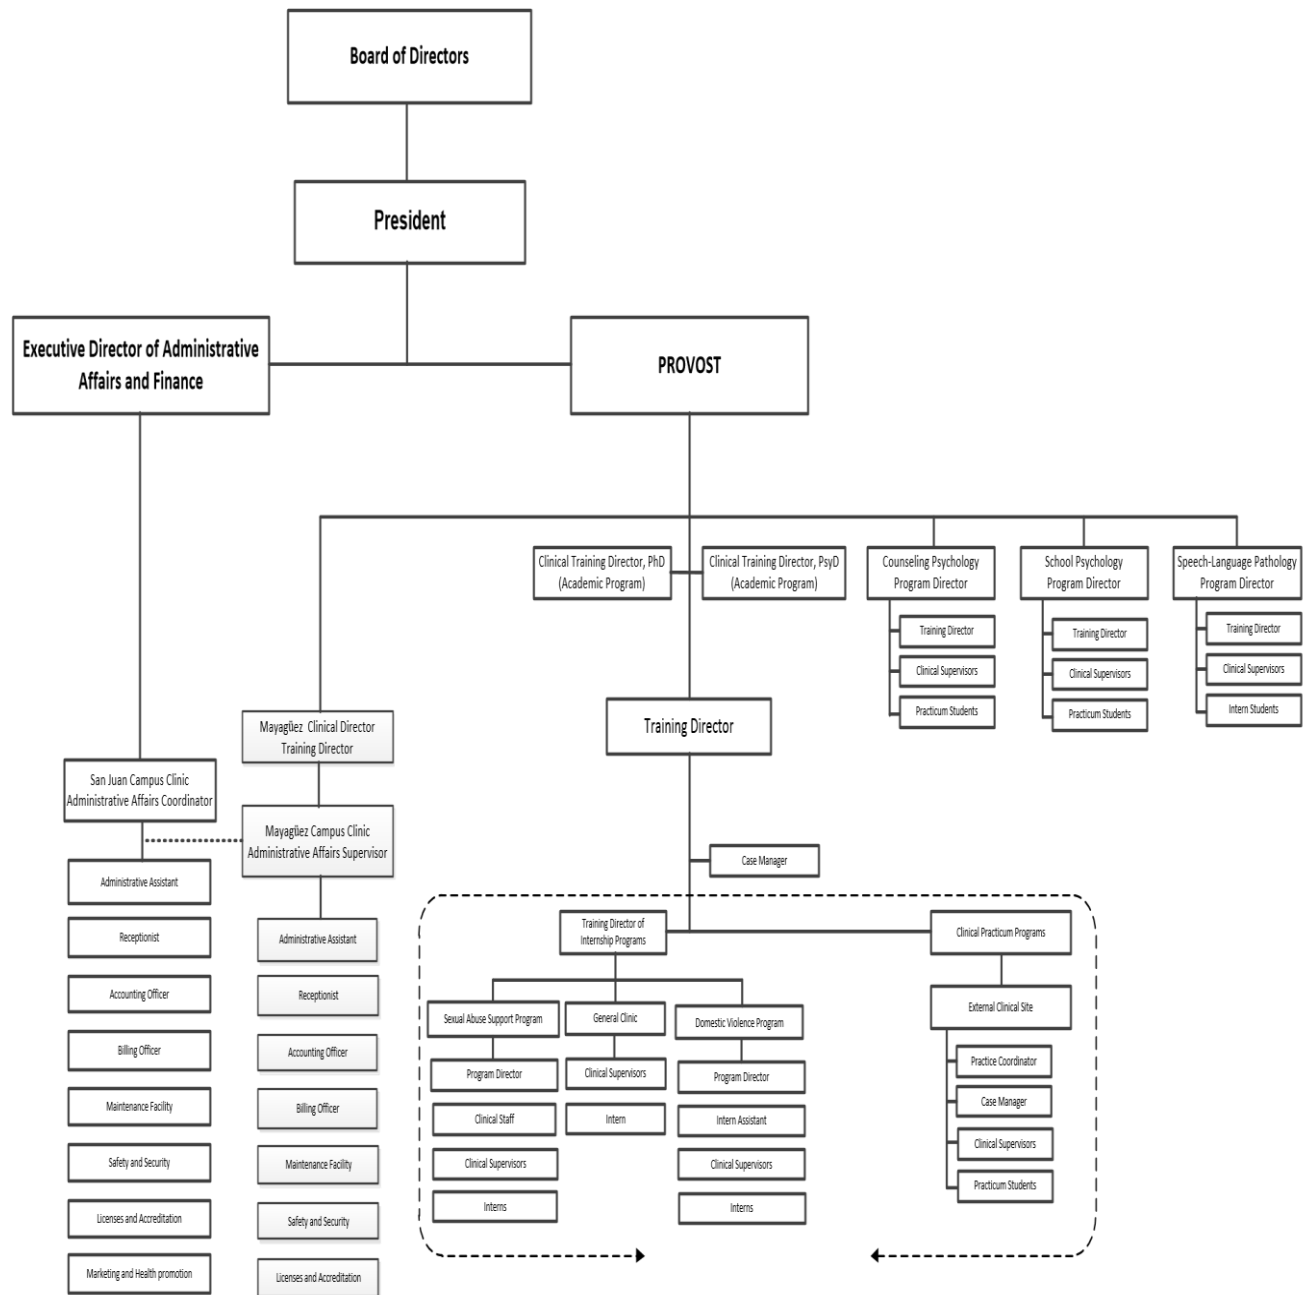 Board of Directors
President
Executive Director of Administrative
Affairs and Finance
PROVOST
Clinical Training Director, PhD
(Academic Program)
Clinical Training Director, PsyD
(Academic Program)
Counseling Psychology
Program Director
School Psychology
Program Director
Speech-Language Pathology
Program Director
Training Director
Clinical Supervisors
Practicum Students
Training Director
Clinical Supervisors
Practicum Students
Training Director
Clinical Supervisors
Intern Students
Training Director
Mayagüez Clinical Director
Training Director
San Juan Campus Clinic
Administrative Affairs Coordinator
Mayagüez Campus Clinic
Administrative Affairs Supervisor
Case Manager
Administrative Assistant
Receptionist
Accounting Officer
Billing Officer
Maintenance Facility
Safety and Security
Licenses and Accreditation
Marketing and Health promotion
Administrative Assistant
Receptionist
Accounting Officer
Billing Officer
Maintenance Facility
Safety and Security
Licenses and Accreditation
Training Director of
Internship Programs
Clinical Practicum Programs
Sexual Abuse Support Program
Program Director
Clinical Staff
Clinical Supervisors
Interns
General Clinic
Clinical Supervisors
Intern
Domestic Violence Program
Program Director
Intern Assistant
Clinical Supervisors
Interns
External Clinical Site
Practice Coordinator
Case Manager
Clinical Supervisors
Practicum Students